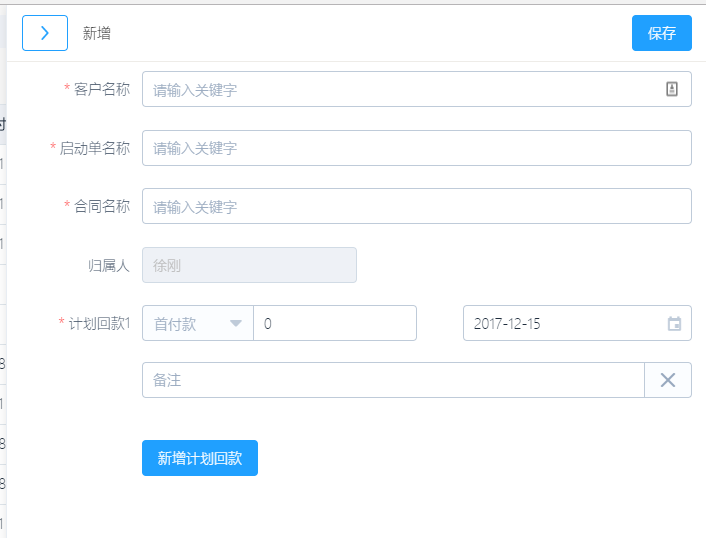 新增
保存
* 客户名称 请输入关键字
* 启动单名称 请输入关键字
* 合同名称 请输入关键字
归属人 徐刚
* 计划回款1 首付款 0 2017-12-15
备注
新增计划回款